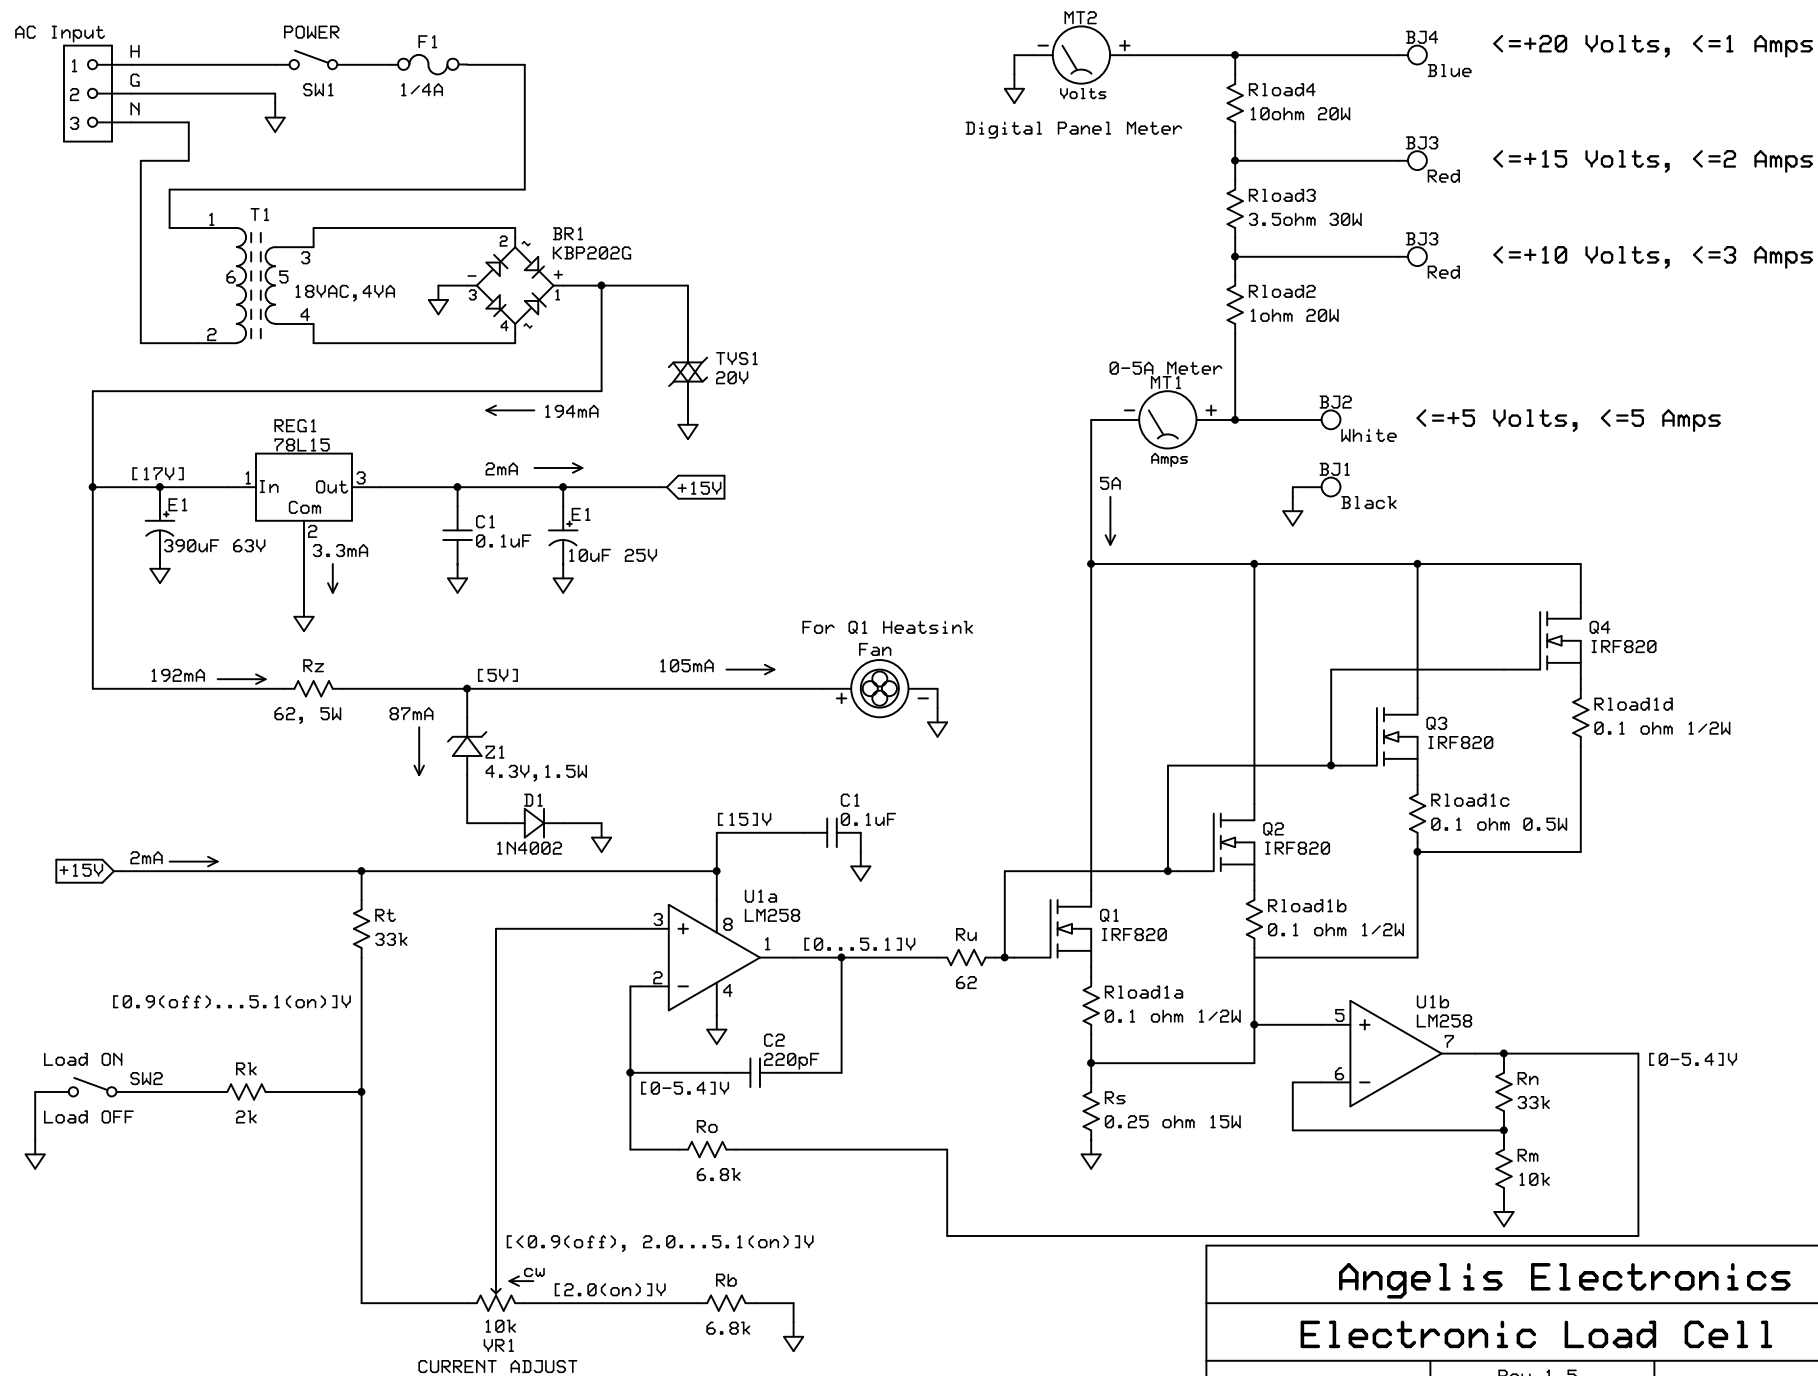 AC Input
1
2
3
H
G
N
POWER
SW1
F1
1/4A
T1
1
2
6
5
3
4
18VAC,4VA
BR1
KBP202G
2
~
-
3
+
1
4
~
TVS1
20V
194mA
REG1
78L15
[17V]
1
In
Out
3
Com
2
3.3mA
+
E1
390uF 63V
2mA
+15V
C1
0.1uF
+
E1
10uF 25V
192mA
Rz
62, 5W
[5V]
87mA
105mA
For Q1 Heatsink
Fan
+
-
Z1
4.3V,1.5W
D1
1N4002
MT2
-
+
Volts
Digital Panel Meter
BJ4
Blue
<=+20 Volts, <=1 Amps
Rload4
10ohm 20W
BJ3
Red
<=+15 Volts, <=2 Amps
Rload3
3.5ohm 30W
BJ3
Red
<=+10 Volts, <=3 Amps
Rload2
1ohm 20W
0-5A Meter
MT1
-
+
Amps
BJ2
White
<=+5 Volts, <=5 Amps
BJ1
Black
5A
Q4
IRF820
Rload1d
0.1 ohm 1/2W
Q3
IRF820
Rload1c
0.1 ohm 0.5W
Q2
IRF820
Rload1b
0.1 ohm 1/2W
Q1
IRF820
Rload1a
0.1 ohm 1/2W
Rs
0.25 ohm 15W
+15V
2mA
[15]V
C1
0.1uF
Rt
33k
U1a
LM258
3
+
8
2
-
4
1
[0...5.1]V
Ru
62
[0.9(off)...5.1(on)]V
C2
220pF
[0-5.4]V
Load ON
SW2
Load OFF
Rk
2k
Ro
6.8k
U1b
LM258
5
+
6
-
7
[0-5.4]V
Rn
33k
Rm
10k
[<0.9(off), 2.0...5.1(on)]V
cw
[2.0(on)]V
10k
VR1
CURRENT ADJUST
Rb
6.8k
Angelis Electronics
Electronic Load Cell
Rev 1.5